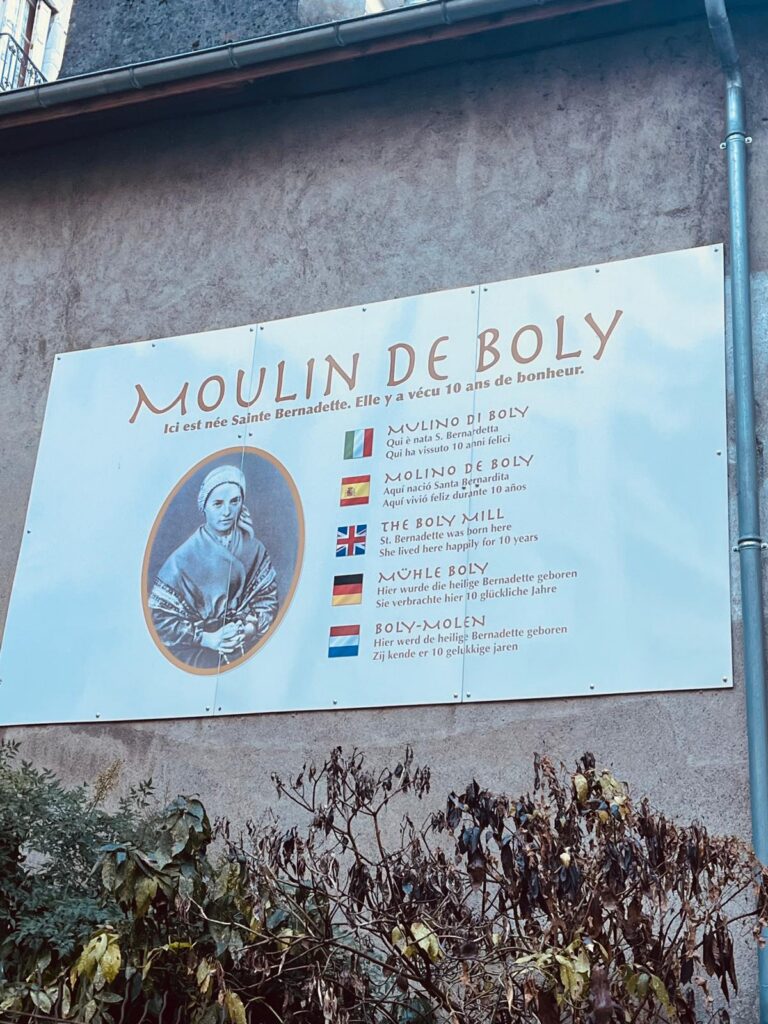 MOULIN DE BOLY
Ici est née Sainte Bernadette. Elle y a vécu 10 ans de bonheur.
MULINO DI BOLY
Qui è nata S. Bernardetta
Qui ha vissuto 10 anni felici
MOLINO DE BOLY
Aquí nació Santa Bernardita
Aquí vivió feliz durante 10 años
THE BOLY MILL
St. Bernadette was born here
She lived here happily for 10 years
MÜHLE BOLY
Hier wurde die heilige Bernadette geboren
Sie verbrachte hier 10 glückliche Jahre
BOLY-MOLEN
Hier werd de heilige Bernadette geboren
Zij kende er 10 gelukkige jaren